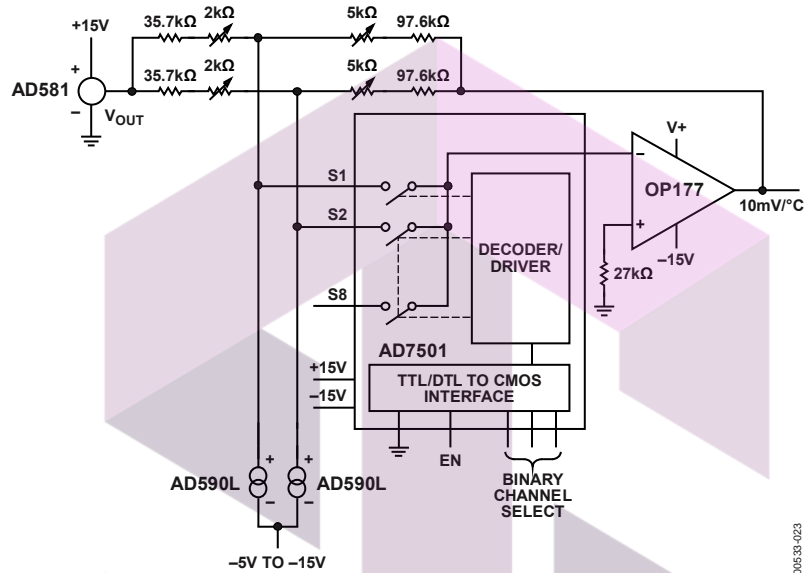 +15V
35.7kΩ
2kΩ
5kΩ
97.6kΩ
+
AD581
–
VOUT
35.7kΩ
2kΩ
5kΩ
97.6kΩ
V+
–
OP177
+
–15V
10mV/°C
27kΩ
S1
S2
S8
DECODER/
DRIVER
AD7501
+15V
–15V
TTL/DTL TO CMOS
INTERFACE
EN
BINARY
CHANNEL
SELECT
+
+
AD590L
AD590L
–
–
–5V TO –15V
00533-023